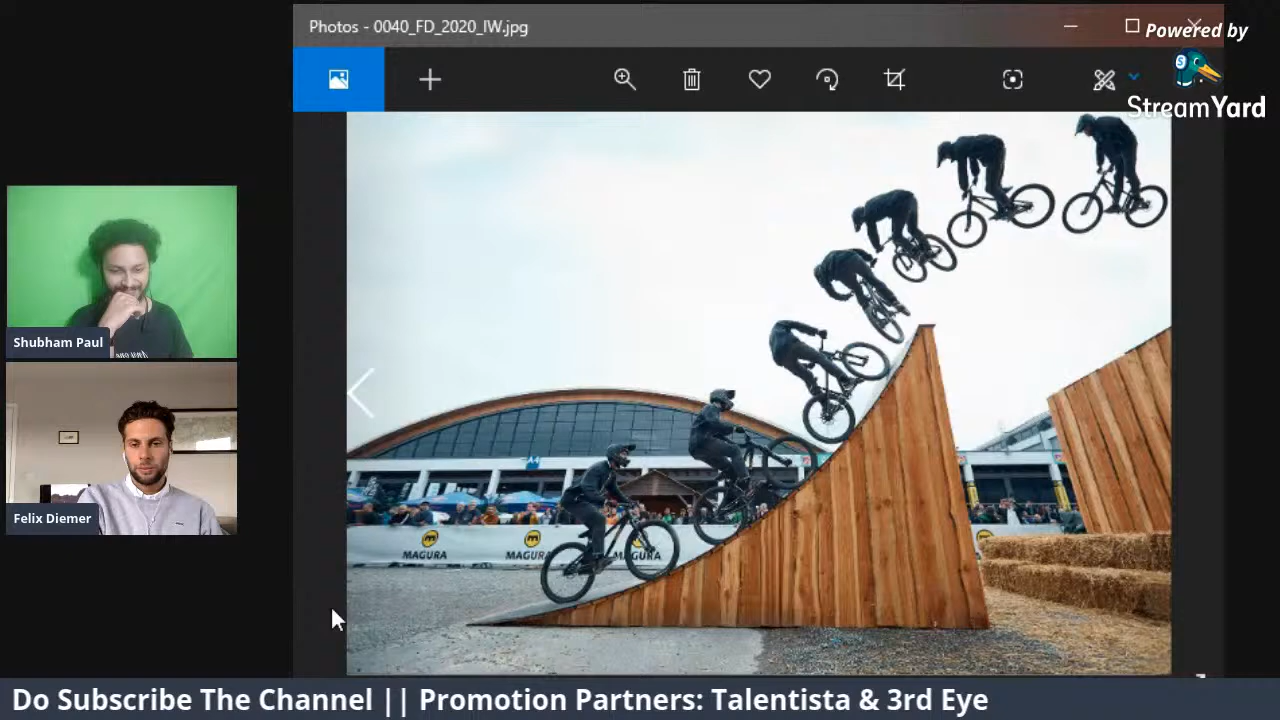 Photos - 0040_FD_2020_IW.jpg
Powered by
S
StreamYard
Shubham Paul
Felix Diemer
A4
MAGURA
MAGURA
MAGURA
Do Subscribe The Channel || Promotion Partners: Talentista & 3rd Eye